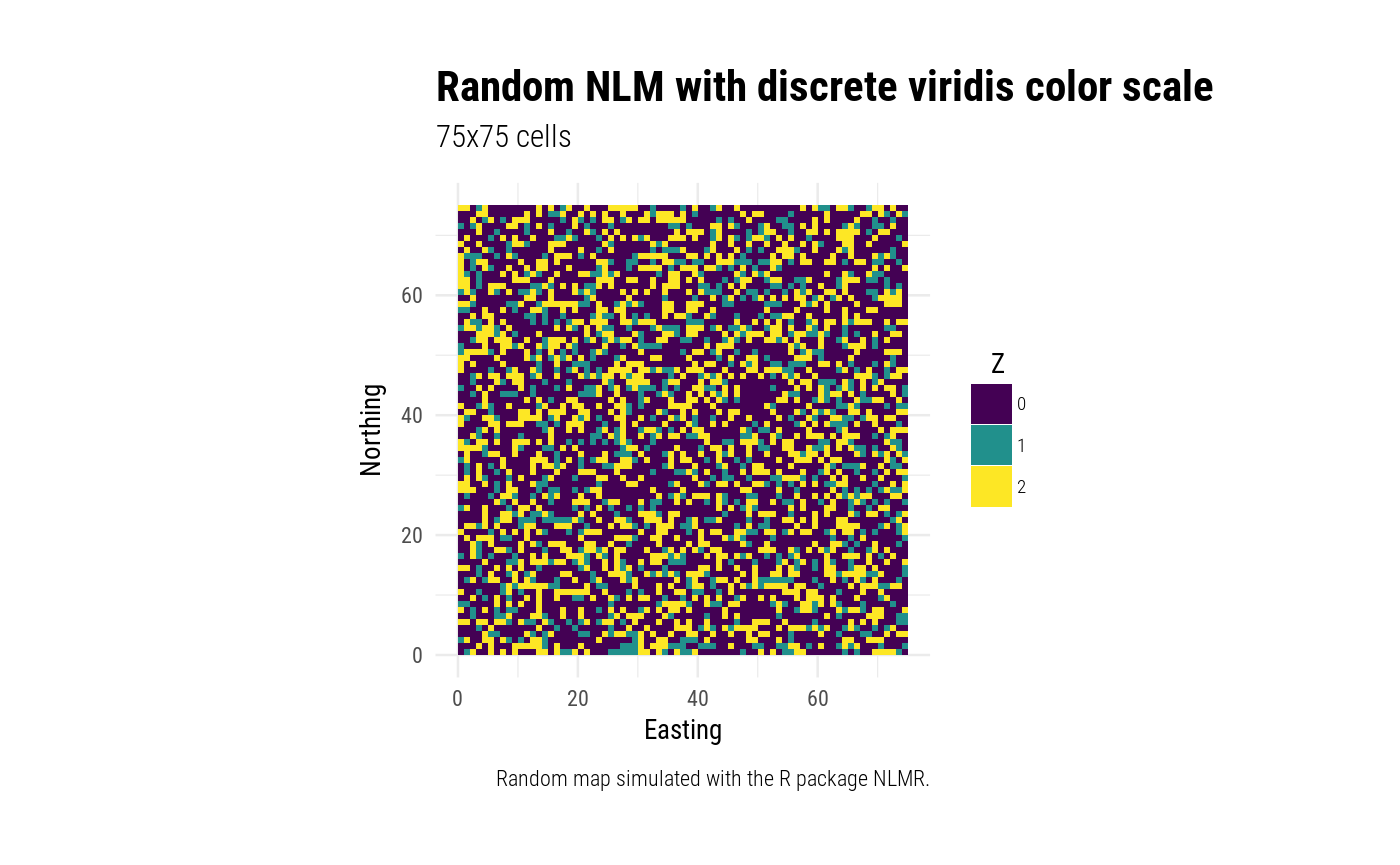 Random NLM with discrete viridis color scale
75x75 cells
60
40
20
0
Northing
0 20 40 60
Easting
Z
0
1
2
Random map simulated with the R package NLMR.